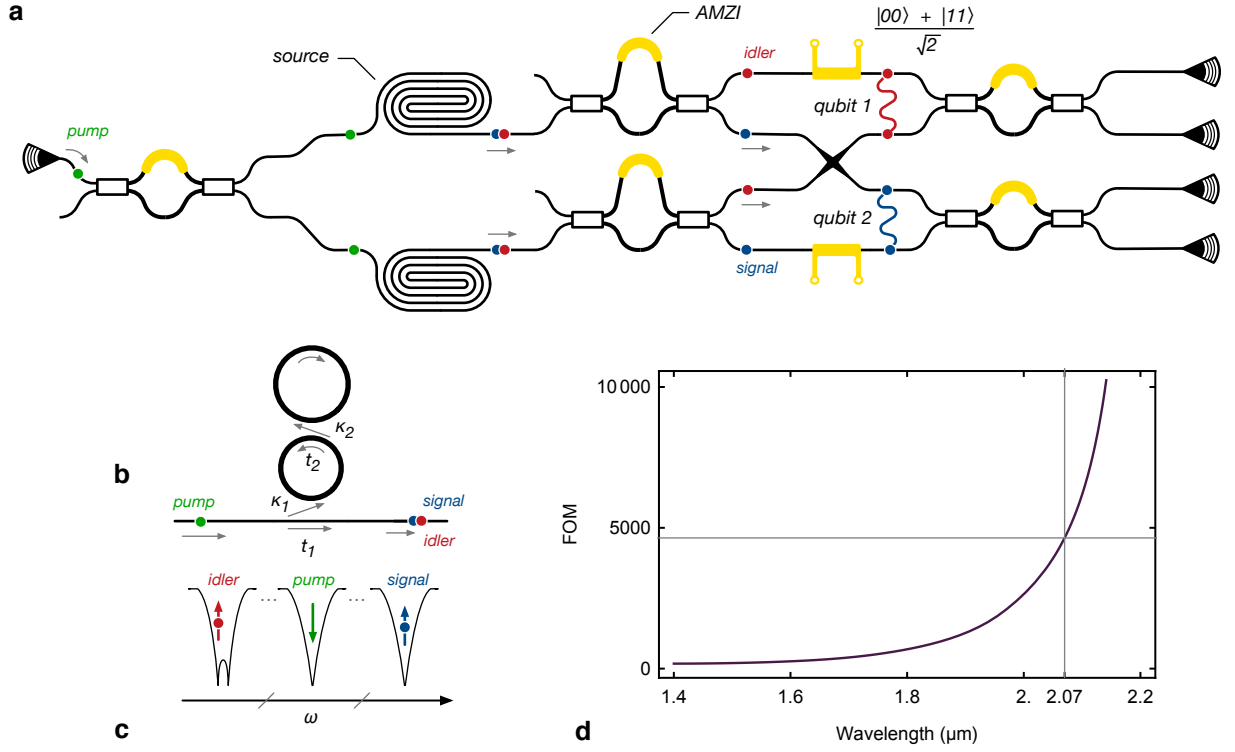 a
AMZI
|00⟩ + |11⟩
√2
source
idler
pump
qubit 1
qubit 2
signal
κ2
t2
b
κ1
pump
signal
t1
idler
idler
pump
signal
... ...
ω
c
10 000
5000
0
FOM
1.4 1.6 1.8 2. 2.07 2.2
Wavelength (µm)
d